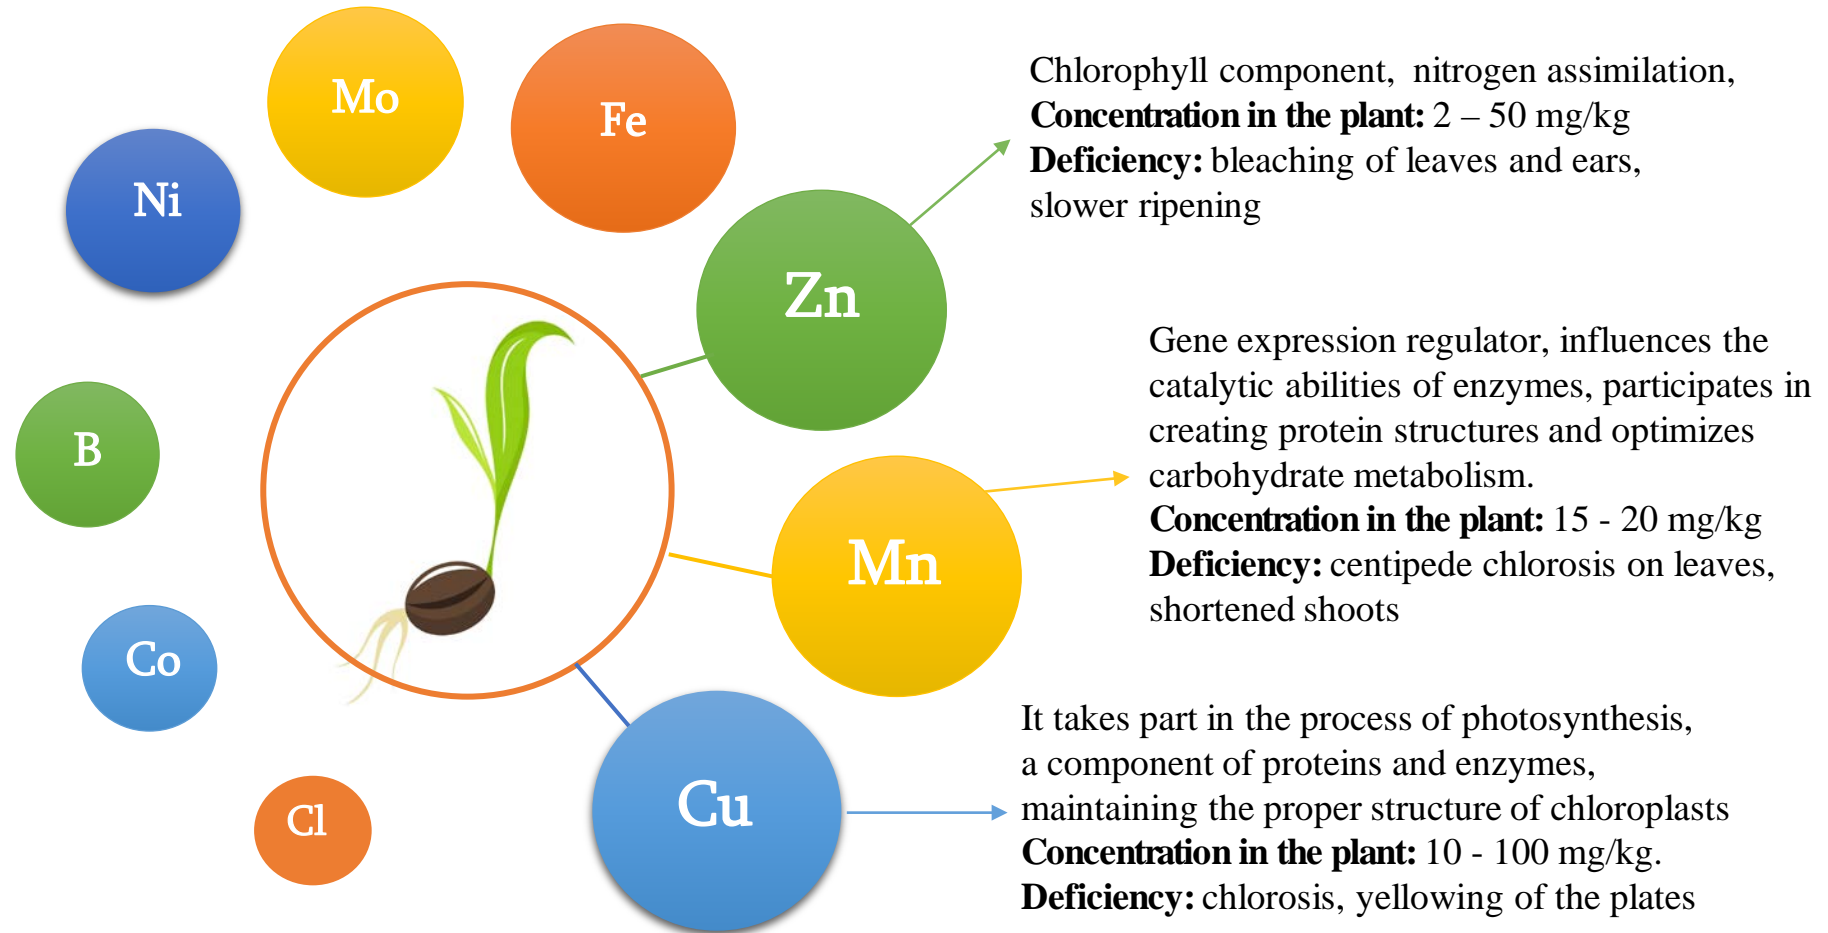 Mo
Fe
Ni
Zn
B
Mn
Co
Cu
Cl
Chlorophyll component, nitrogen assimilation,
Concentration in the plant: 2 – 50 mg/kg
Deficiency: bleaching of leaves and ears,
slower ripening
Gene expression regulator, influences the
catalytic abilities of enzymes, participates in
creating protein structures and optimizes
carbohydrate metabolism.
Concentration in the plant: 15 - 20 mg/kg
Deficiency: centipede chlorosis on leaves,
shortened shoots
It takes part in the process of photosynthesis,
a component of proteins and enzymes,
maintaining the proper structure of chloroplasts
Concentration in the plant: 10 - 100 mg/kg.
Deficiency: chlorosis, yellowing of the plates